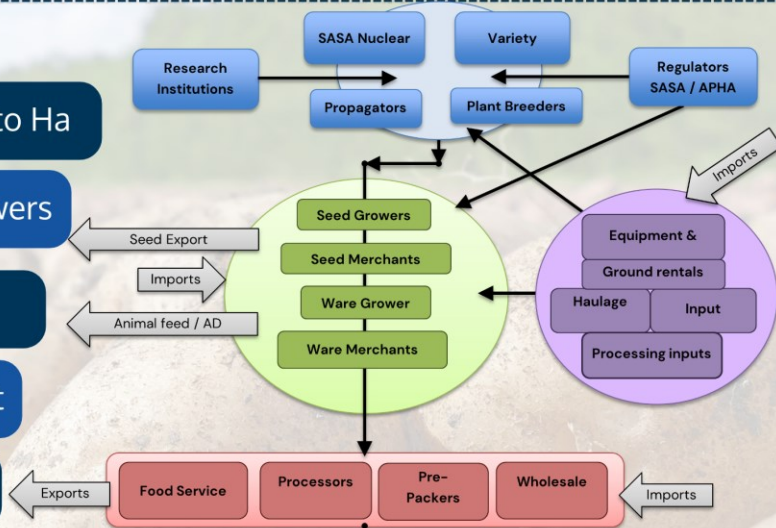 SASA Nuclear
Variety
Research
Institutions
Regulators
SASA / APHA
Propagators
Plant Breeders
to Ha
Imports
Seed Growers
Seed Export
Equipment &
Seed Merchants
Ground rentals
Imports
Ware Grower
Haulage
Input
Animal feed / AD
Ware Merchants
Processing inputs
Food Service
Processors
Pre-
Packers
Wholesale
Exports
Imports